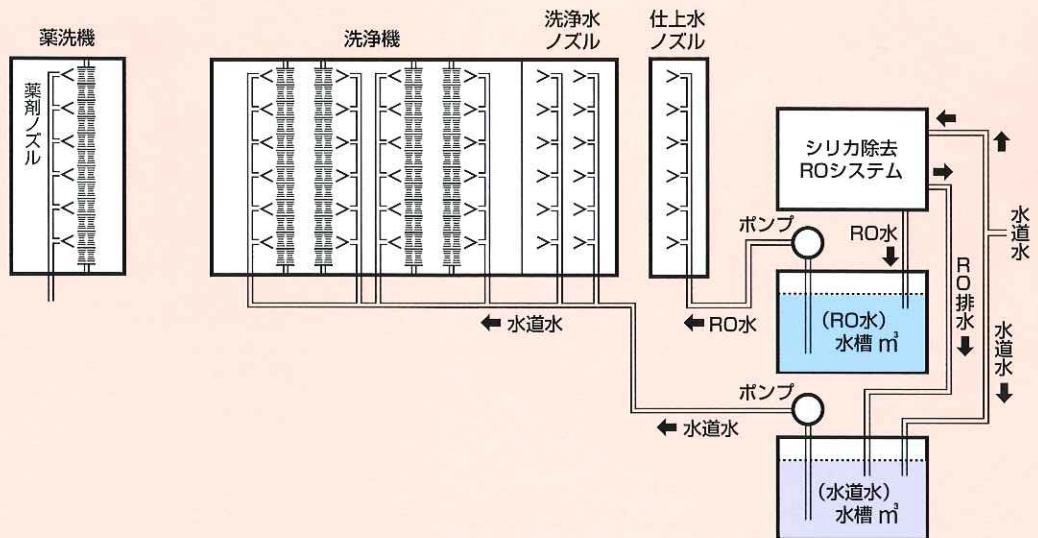 薬洗機
薬剤ノズル
洗浄機
洗浄水
ノズル
仕上水
ノズル
シリカ除去
ROシステム
水道水
ポンプ
RO水
RO排水
水道水
(RO水)
水槽 m³
水道水
RO水
ポンプ
水道水
(水道水)
水槽 m³